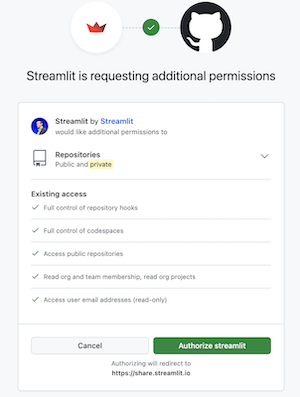 Streamlit is requesting additional permissions
Streamlit by Streamlit
would like additional permissions to
Repositories
Public and private
Existing access
Full control of repository hooks
Full control of codespaces
Access public repositories
Read org and team membership, read org projects
Access user email addresses (read-only)
Cancel
Authorize streamlit
Authorizing will redirect to
https://share.streamlit.io